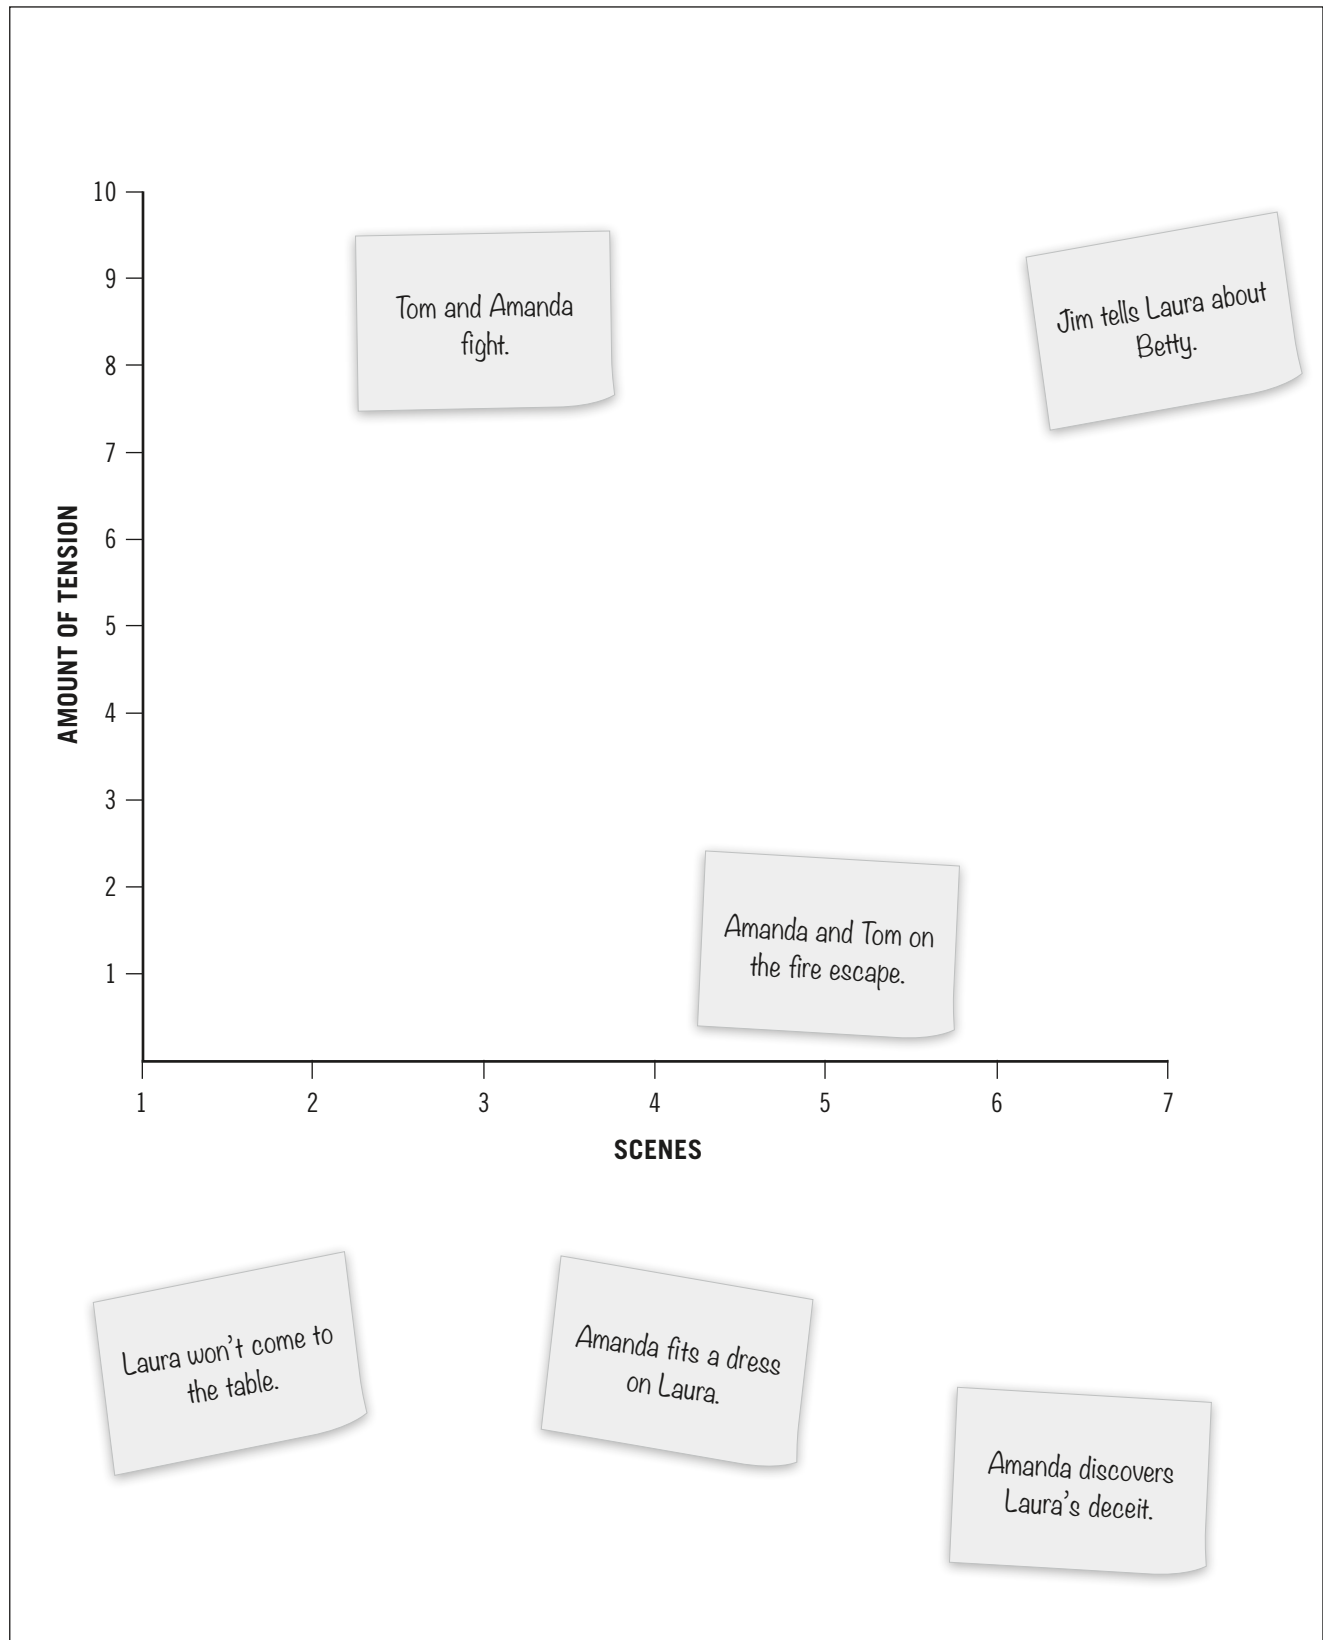 10
Tom and Amanda
fight.
Jim tells Laura about
Betty.
9
8
7
6
5
4
3
2
1
AMOUNT OF TENSION
Amanda and Tom on
the fire escape.
1 2 3 4 5 6 7
SCENES
Laura won't come to
the table.
Amanda fits a dress
on Laura.
Amanda discovers
Laura's deceit.